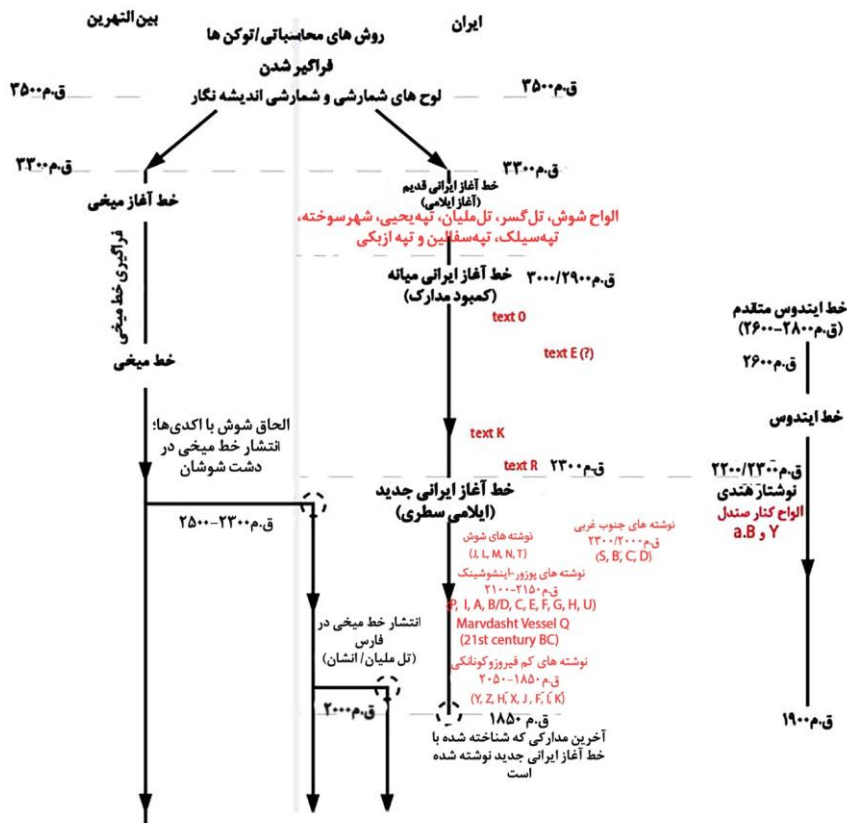 بین‌النهرین
ایران
روش های محاسباتی/توکن ها
فراگیر شدن
لوح های شمارشی و شمارشی اندیشه نگار
ق.م۳۵۰۰
ق.م۳۵۰۰
ق.م۳۳۰۰
ق.م۳۳۰۰
خط آغاز میخی
فراگیری خط میخی
خط میخی
خط آغاز ایرانی قدیم
(آغاز ایلامی)
الواح شوش، تل‌گسر، تل‌ملیان، تپه‌یحیی، شهرسوخته،
تپه‌سیلک، تپه‌سفالین و تپه ازبکی
خط آغاز ایرانی میانه
(کمبود مدارک)
ق.م۳۰۰۰/۲۹۰۰
text O
text E (?)
text K
text R
ق.م۲۳۰۰
خط ایندوس متقدم
(ق.م۲۸۰۰-۲۶۰۰)
ق.م۲۶۰۰
خط ایندوس
ق.م۲۲۰۰/۲۳۰۰
نوشتار هندی
الواح کنار صندل
a.B و Y
ق.م۱۹۰۰
الحاق شوش با اکدی‌ها؛
انتشار خط میخی در
دشت شوشان
ق.م۲۵۰۰-۲۳۰۰
خط آغاز ایرانی جدید
(ایلامی سطری)
نوشته های جنوب غربی
ق.م۲۳۰۰/۲۰۰۰
(S, B', C', D')
نوشته های شوش
(J, L, M, N, T)
نوشته های پوزور-اینشوشینک
ق.م۲۱۰۰-۲۱۵۰
(P, I, A, B/D, C, E, F, G, H, U)
Marvdasht Vessel Q
(21st century BC)
نوشته های کم فیروزوکونانکی
ق.م۲۰۵۰-۱۸۵۰
(Y, Z, H', X, J', F', I', K')
انتشار خط میخی در
فارس
(تل ملیان/ انشان)
ق.م۲۰۰۰
ق.م ۱۸۵۰
آخرین مدارکی که شناخته شده با
خط آغاز ایرانی جدید نوشته شده
است